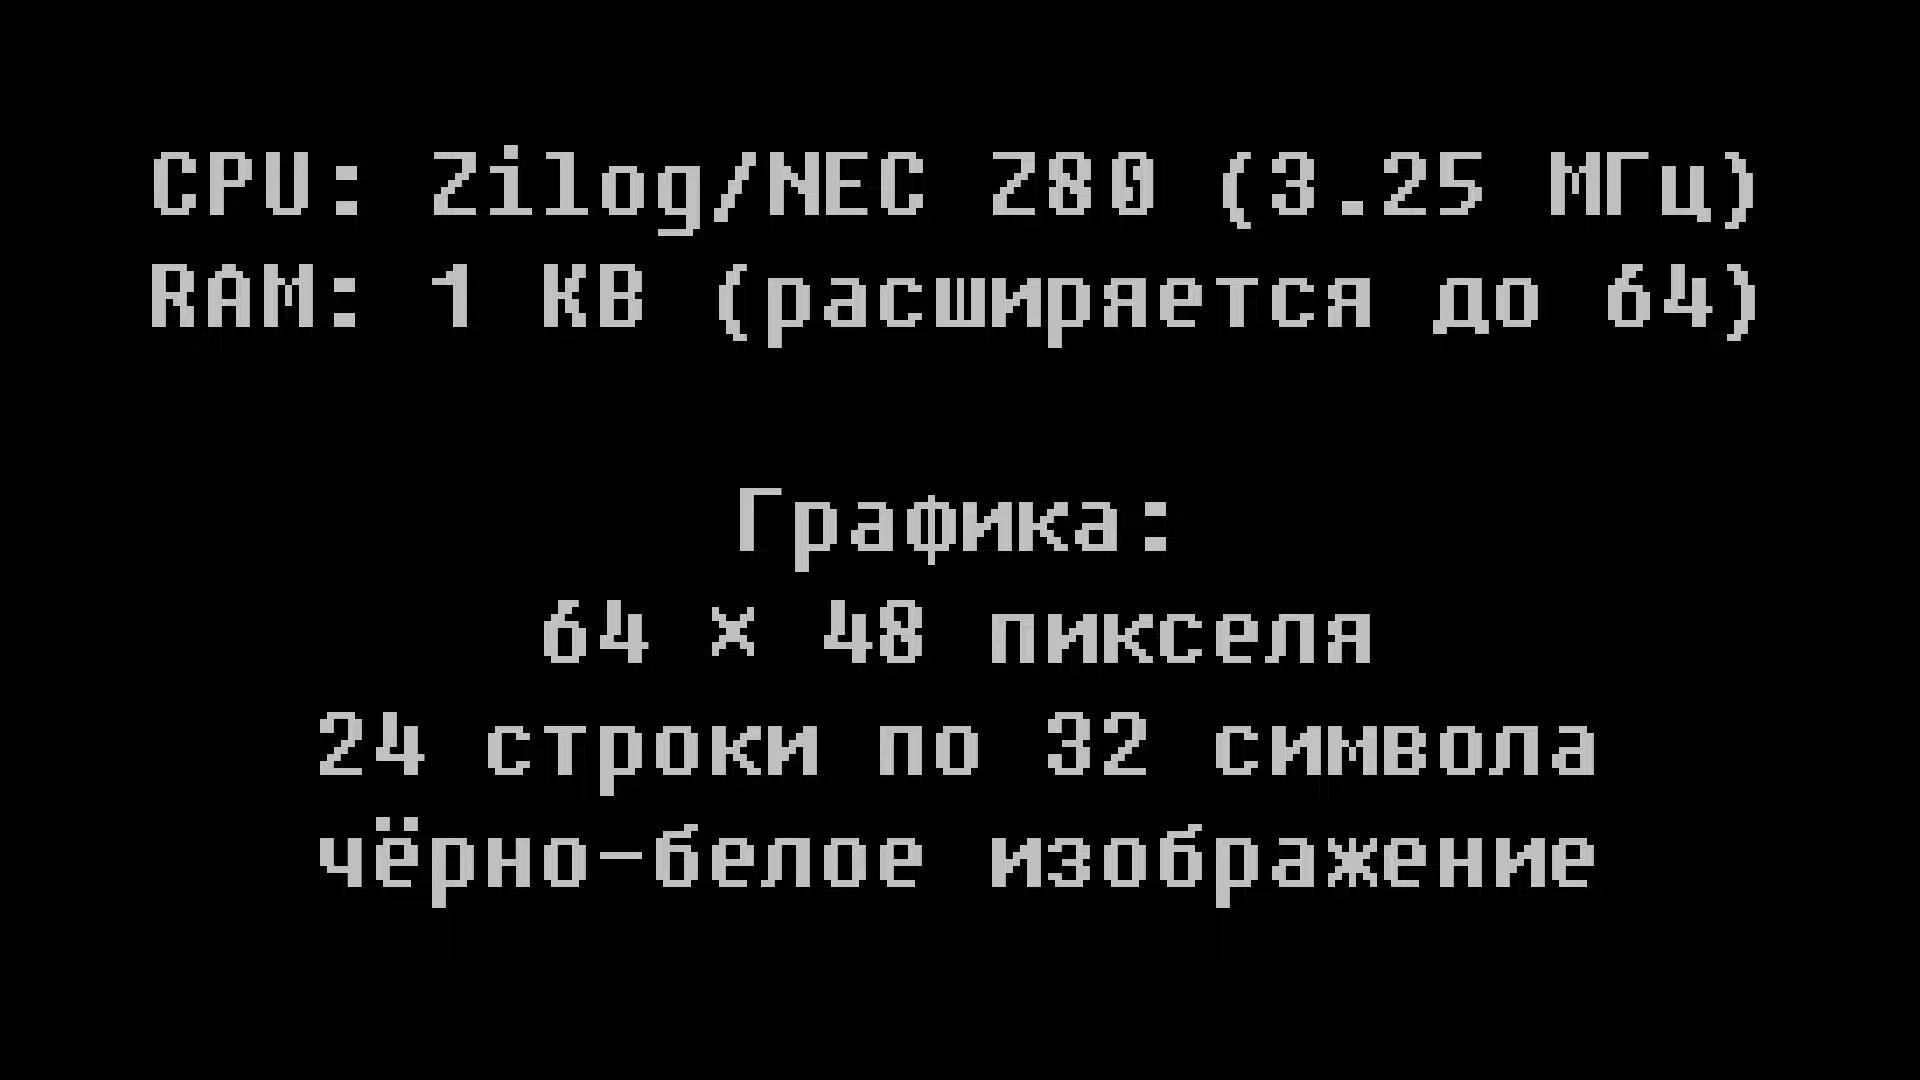 CPU: Zilog/NEC Z80 (3.25 МГц)
RAM: 1 KB (расширяется до 64)
Графика:
64 × 48 пикселя
24 строки по 32 символа
чёрно-белое изображение